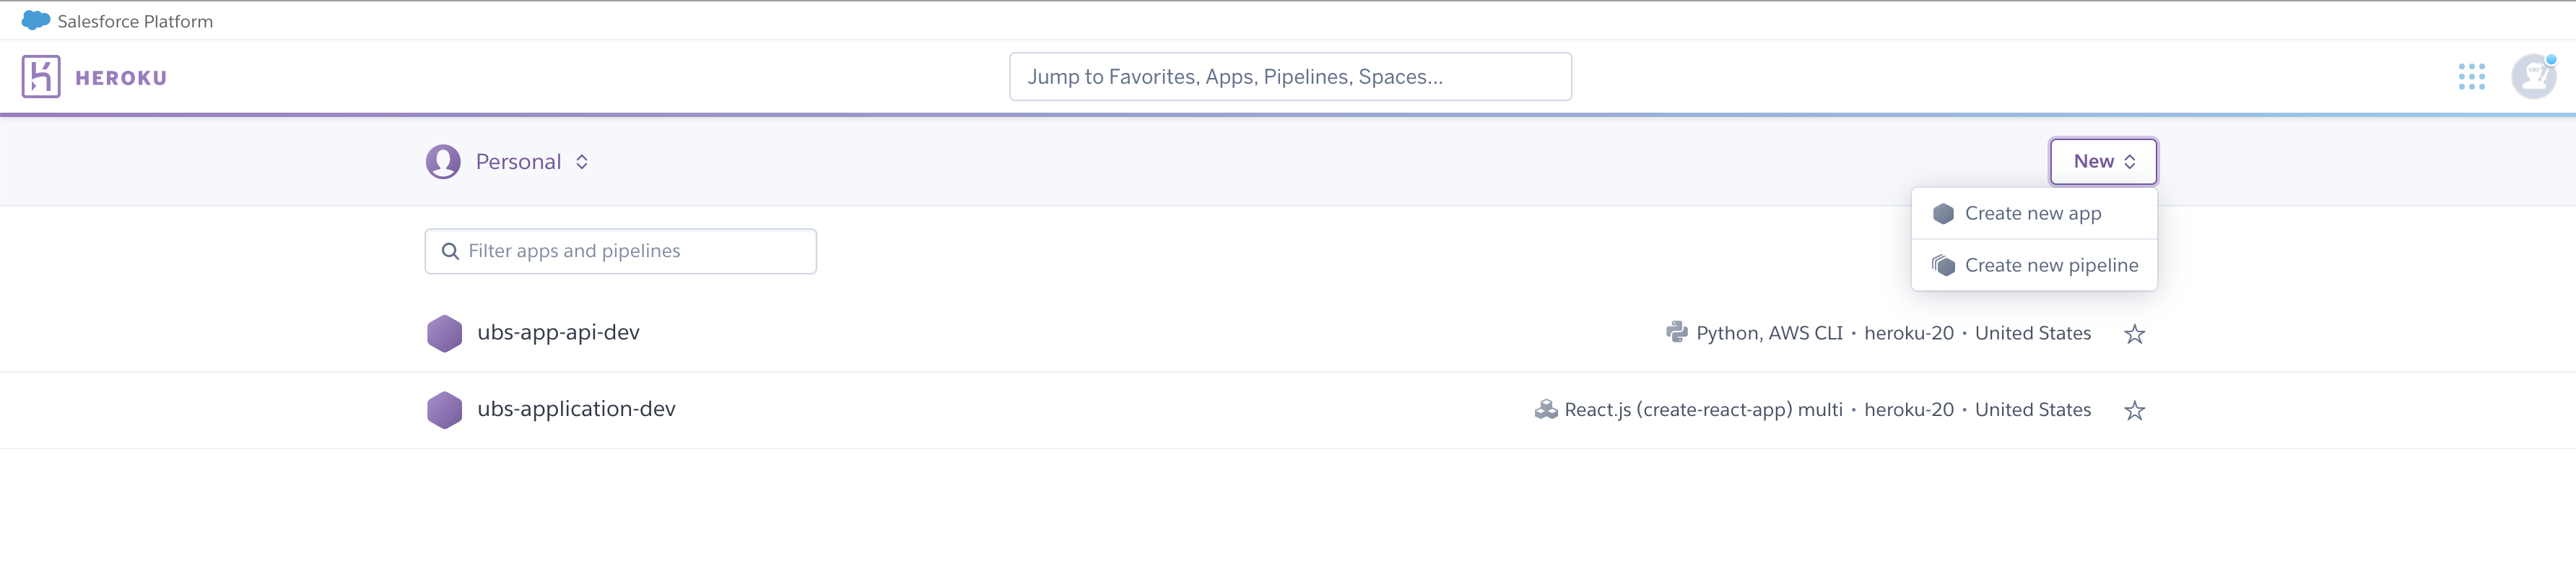 Salesforce Platform
HEROKU
Jump to Favorites, Apps, Pipelines, Spaces...
Personal
New
Create new app
Create new pipeline
Filter apps and pipelines
ubs-app-api-dev
Python, AWS CLI • heroku-20 • United States
ubs-application-dev
React.js (create-react-app) multi • heroku-20 • United States